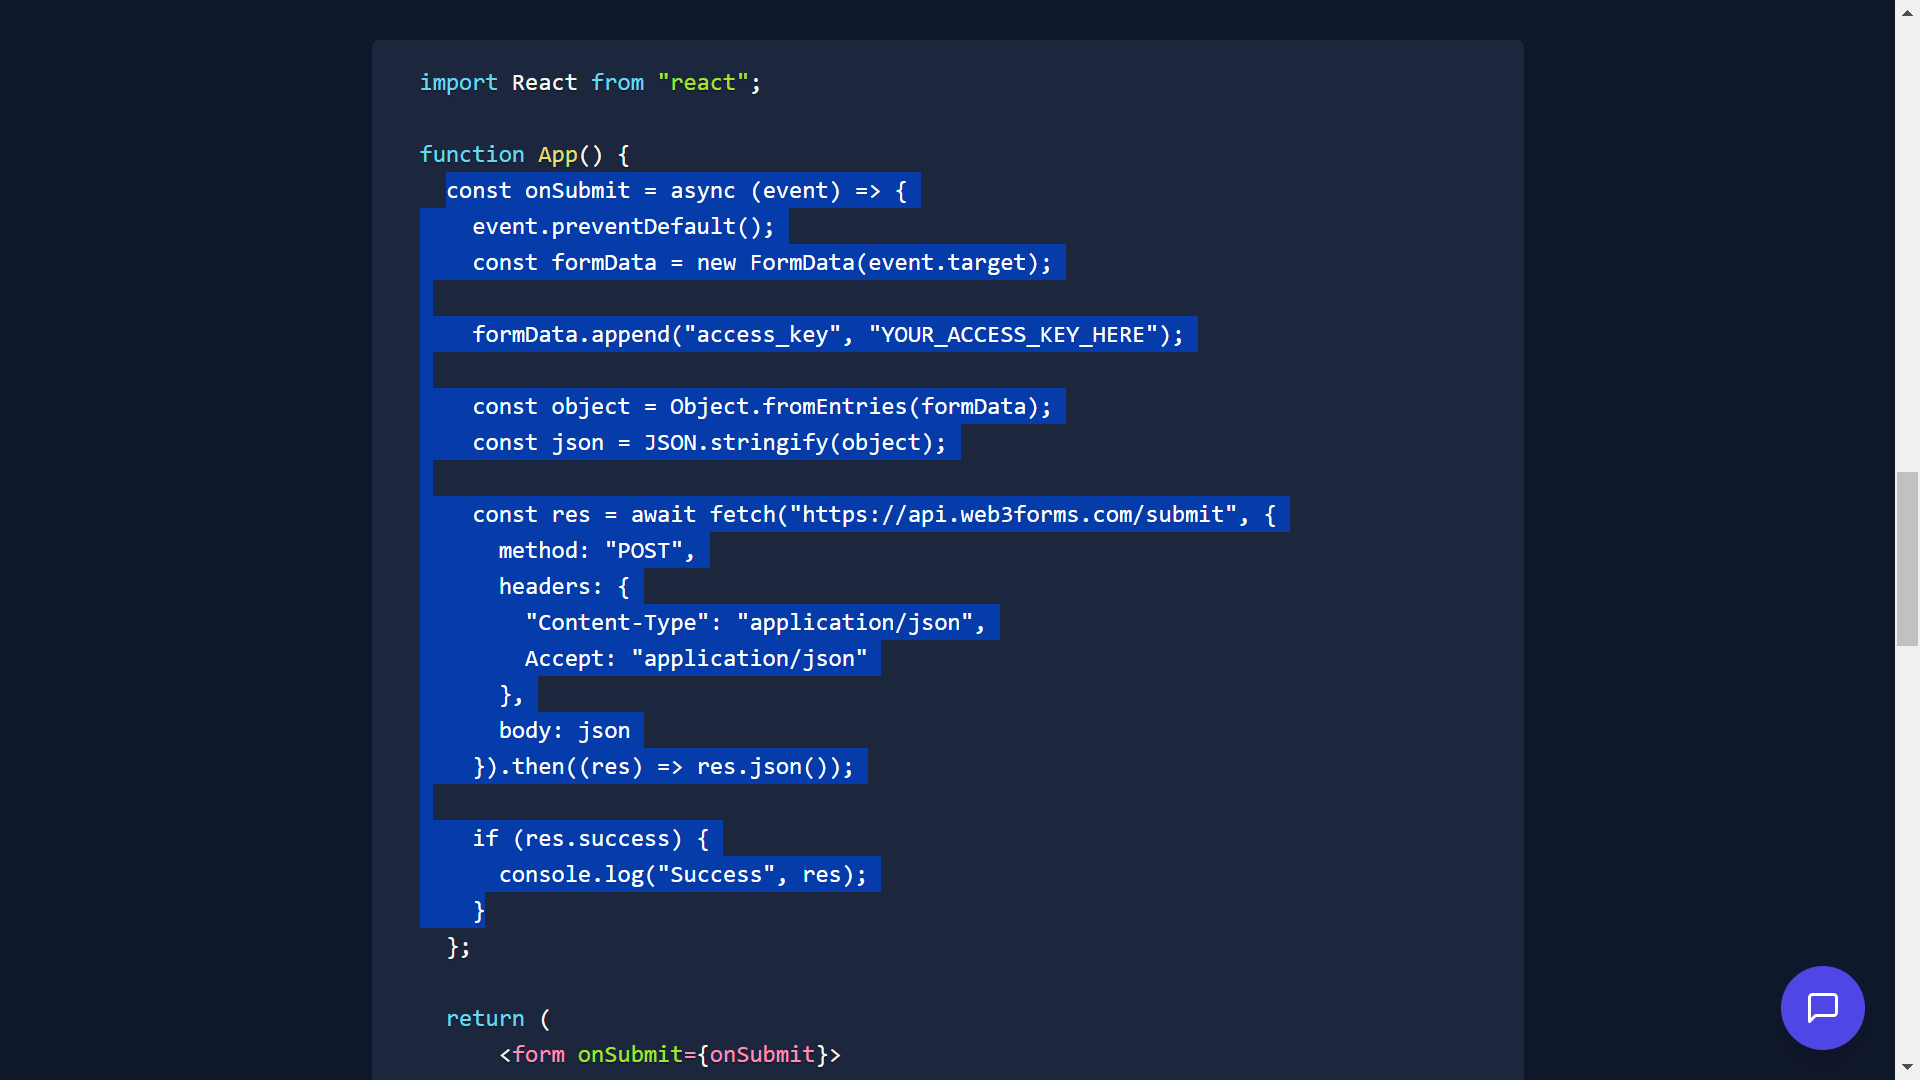 import React from "react";
function App() {
const onSubmit = async (event) => {
event.preventDefault();
const formData = new FormData(event.target);
formData.append("access_key", "YOUR_ACCESS_KEY_HERE");
const object = Object.fromEntries(formData);
const json = JSON.stringify(object);
const res = await fetch("https://api.web3forms.com/submit", {
method: "POST",
headers: {
"Content-Type": "application/json",
Accept: "application/json"
},
body: json
}).then((res) => res.json());
if (res.success) {
console.log("Success", res);
}
};
return (
<form onSubmit={onSubmit}>